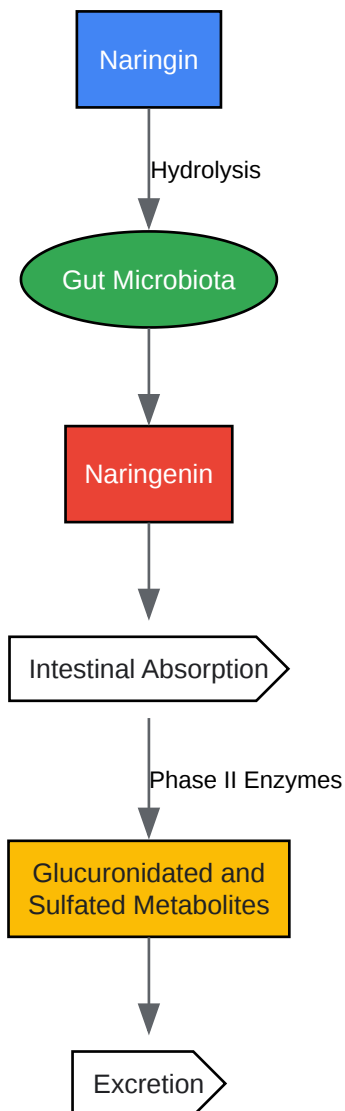 Naringin
Hydrolysis
Gut Microbiota
Naringenin
Intestinal Absorption
Phase II Enzymes
Glucuronidated and
Sulfated Metabolites
Excretion